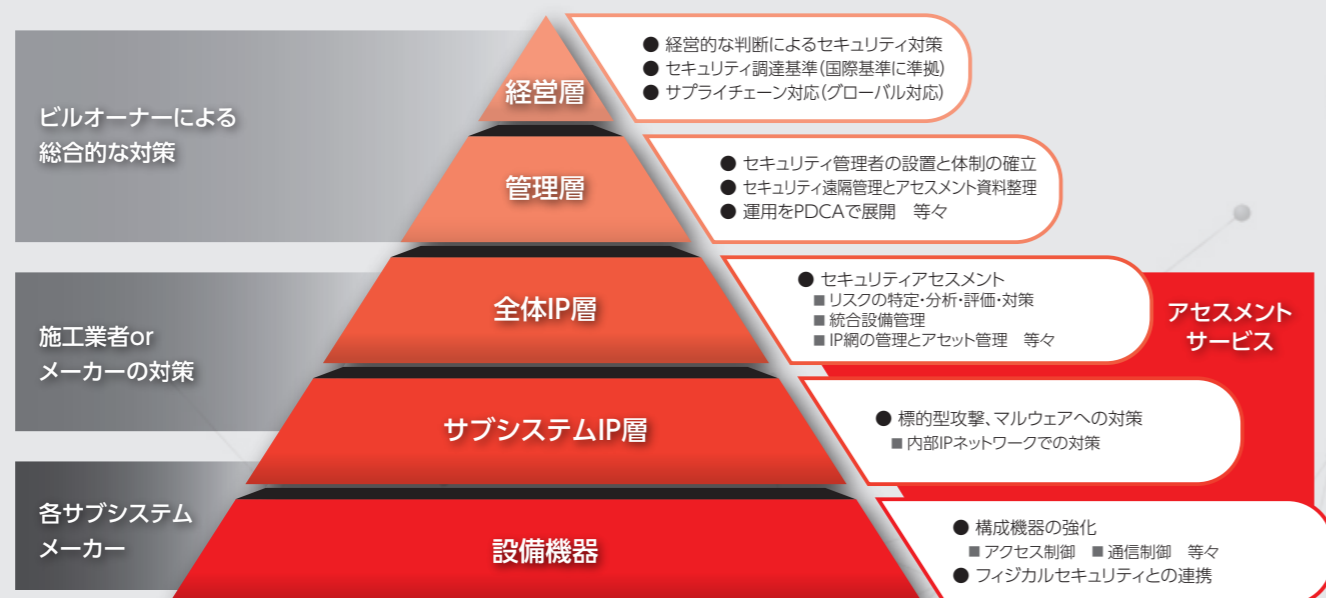 ビルオーナーによる
総合的な対策
経営層
● 経営的な判断によるセキュリティ対策
● セキュリティ調達基準(国際基準に準拠)
● サプライチェーン対応(グローバル対応)
管理層
● セキュリティ管理者の設置と体制の確立
● セキュリティ遠隔管理とアセスメント資料整理
● 運用をPDCAで展開 等々
施工業者or
メーカーの対策
全体IP層
● セキュリティアセスメント
■ リスクの特定・分析・評価・対策
■ 統合設備管理
■ IP網の管理とアセット管理 等々
アセスメント
サービス
サブシステムIP層
● 標的型攻撃、マルウェアへの対策
■ 内部IPネットワークでの対策
各サブシステム
メーカー
設備機器
● 構成機器の強化
■ アクセス制御 ■ 通信制御 等々
● フィジカルセキュリティとの連携